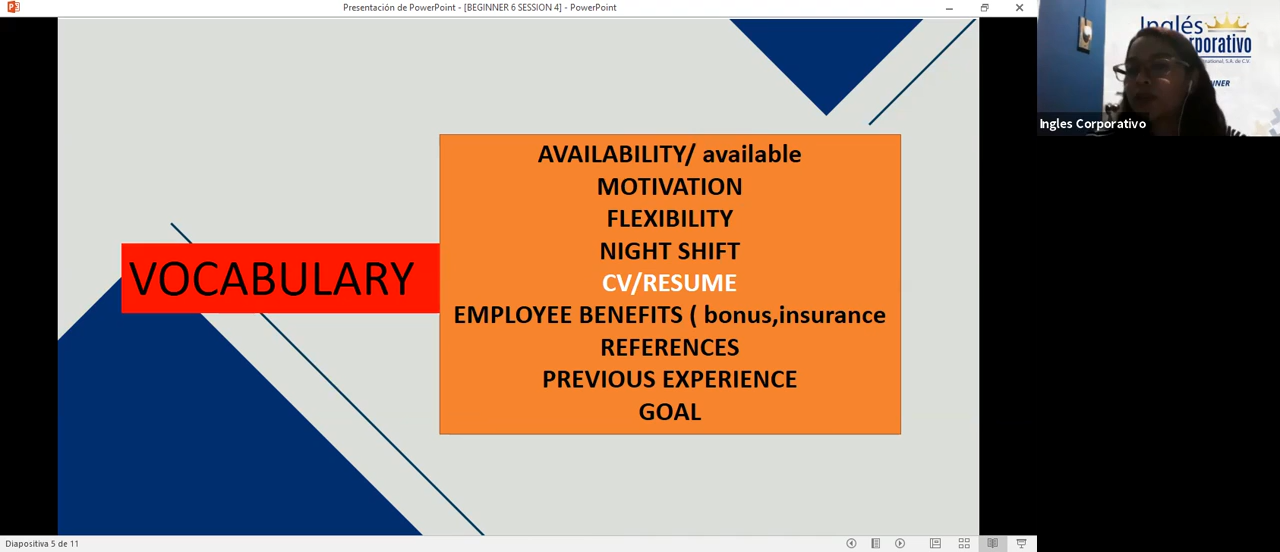 Presentación de PowerPoint - [BEGINNER 6 SESSION 4] - PowerPoint
VOCABULARY
AVAILABILITY/ available
MOTIVATION
FLEXIBILITY
NIGHT SHIFT
CV/RESUME
EMPLOYEE BENEFITS ( bonus,insurance
REFERENCES
PREVIOUS EXPERIENCE
GOAL
Inglés
Ingles Corporativo
Diapositiva 5 de 11